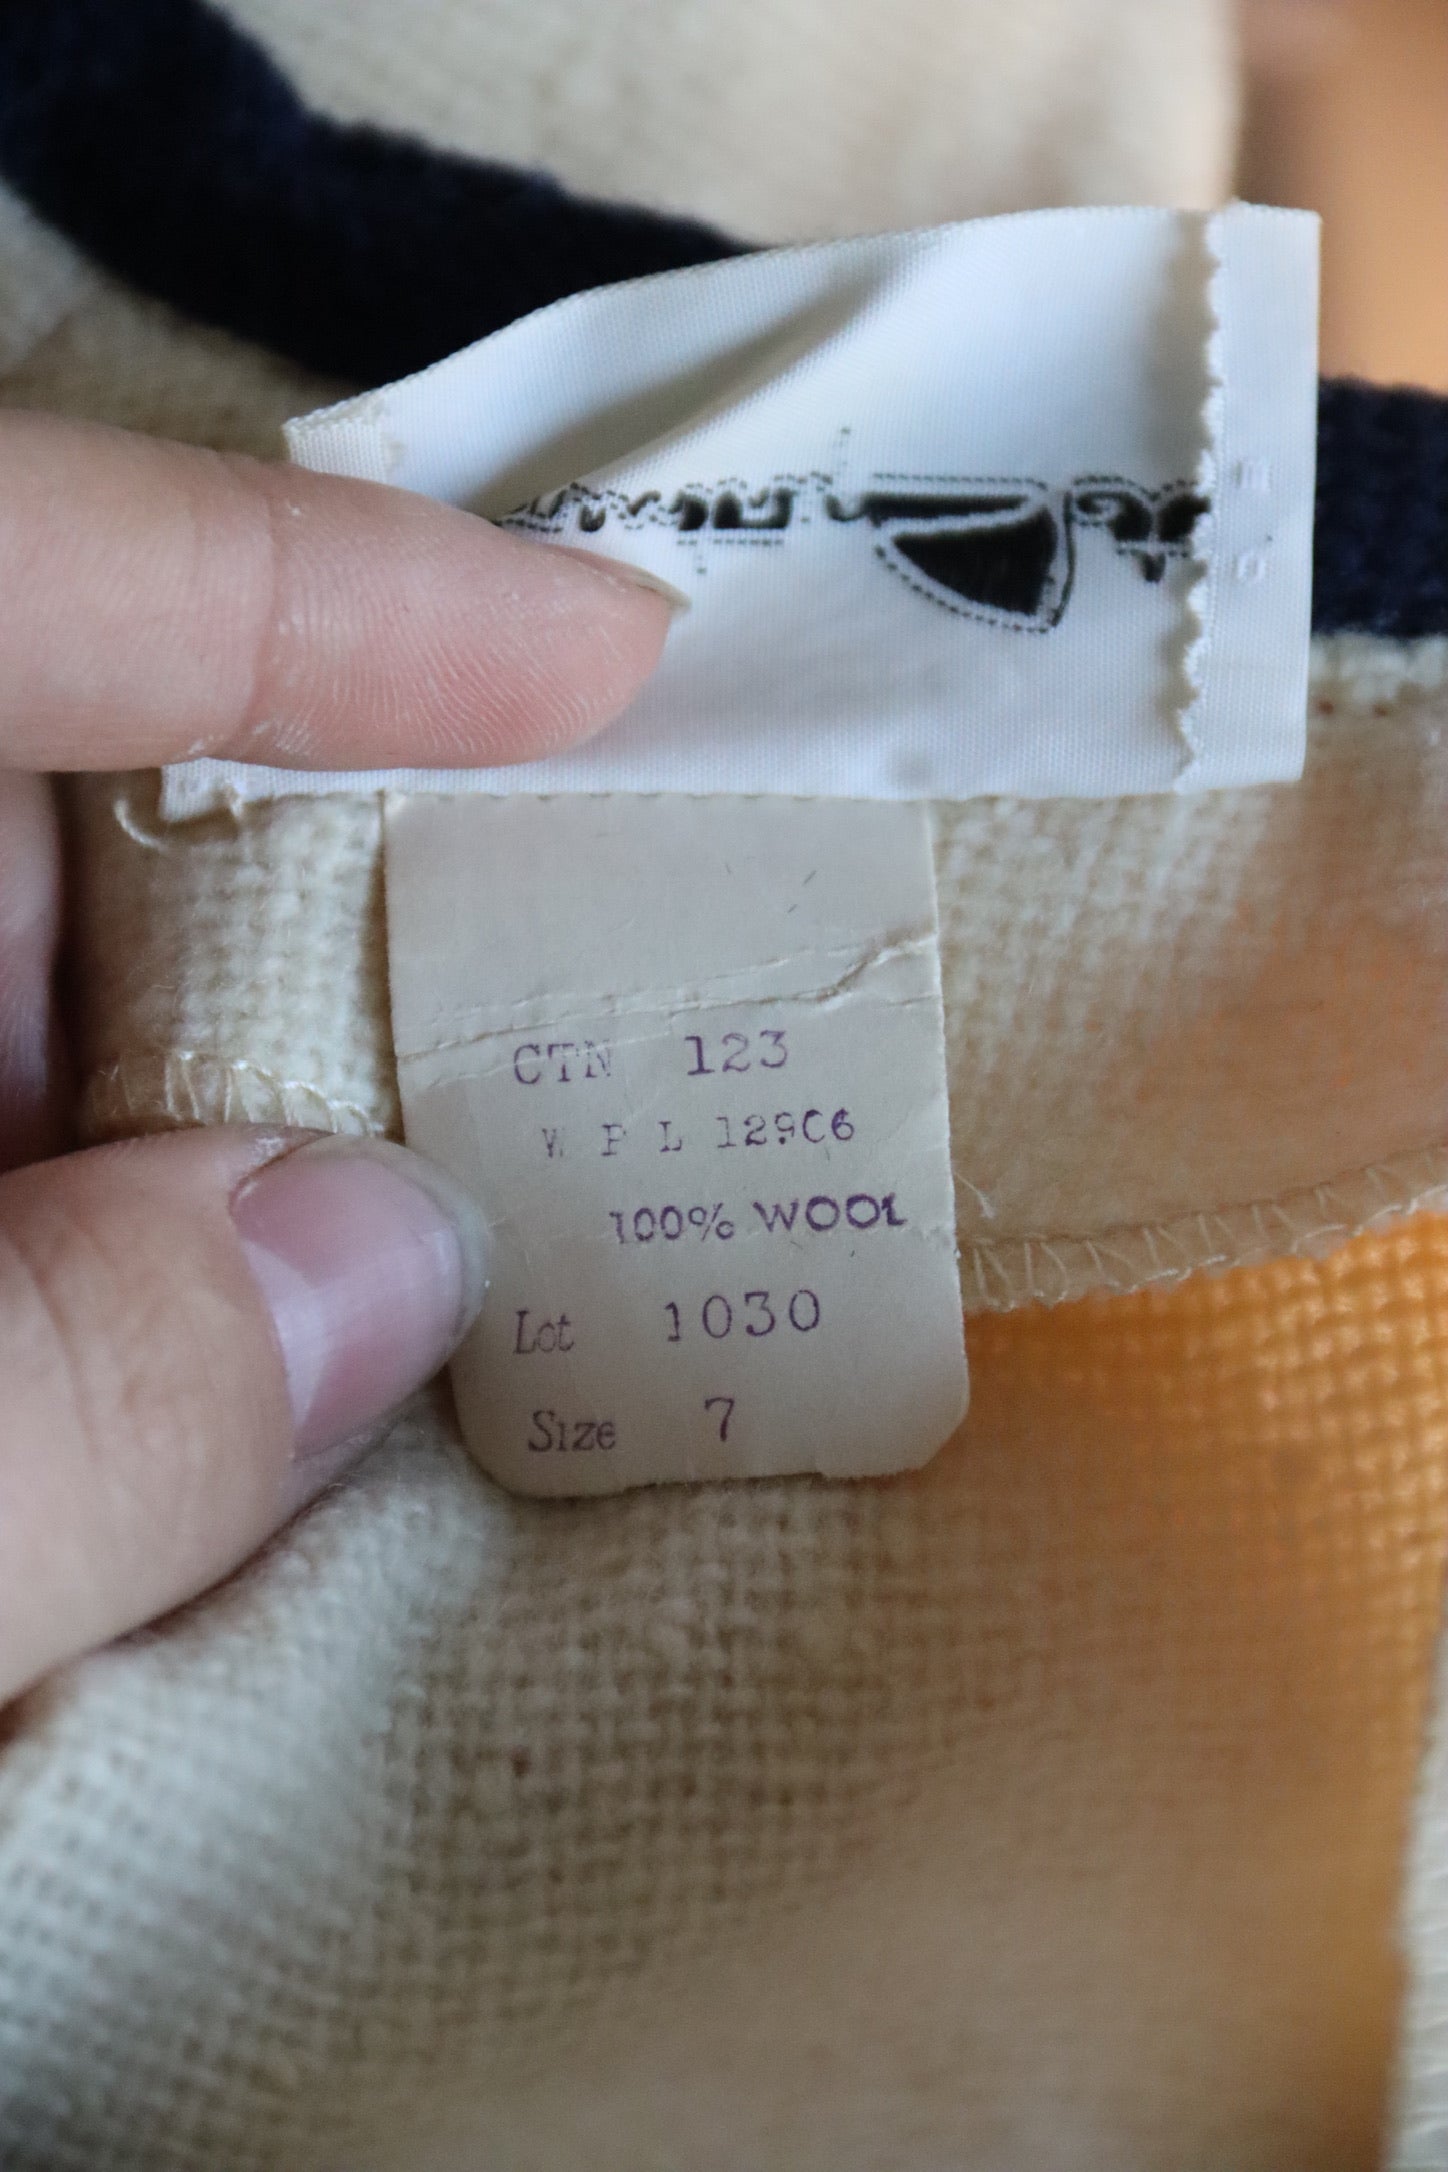 CTN 123
W P L 12906
100% WOOL
Lot 1030
Size 7